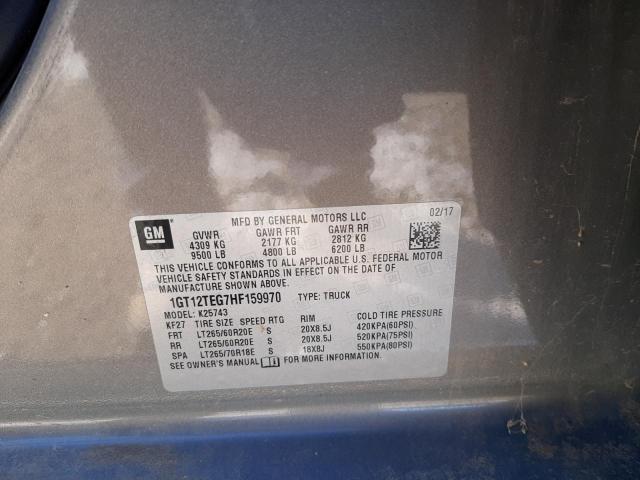 GM
MFD BY GENERAL MOTORS LLC
02/17
GVWR GAWR FRT GAWR RR
4309 KG 2177 KG 2812 KG
9500 LB 4800 LB 6200 LB
THIS VEHICLE CONFORMS TO ALL APPLICABLE U.S. FEDERAL MOTOR
VEHICLE SAFETY STANDARDS IN EFFECT ON THE DATE OF
MANUFACTURE SHOWN ABOVE.
1GT12TEG7HF159970 TYPE: TRUCK
MODEL: K25743
KF27 TIRE SIZE SPEED RTG RIM COLD TIRE PRESSURE
FRT LT265/60R20E S 20X8.5J 420KPA(60PSI)
RR LT265/60R20E S 20X8.5J 520KPA(75PSI)
SPA LT265/70R18E S 18X8J 550KPA(80PSI)
SEE OWNER'S MANUAL FOR MORE INFORMATION.